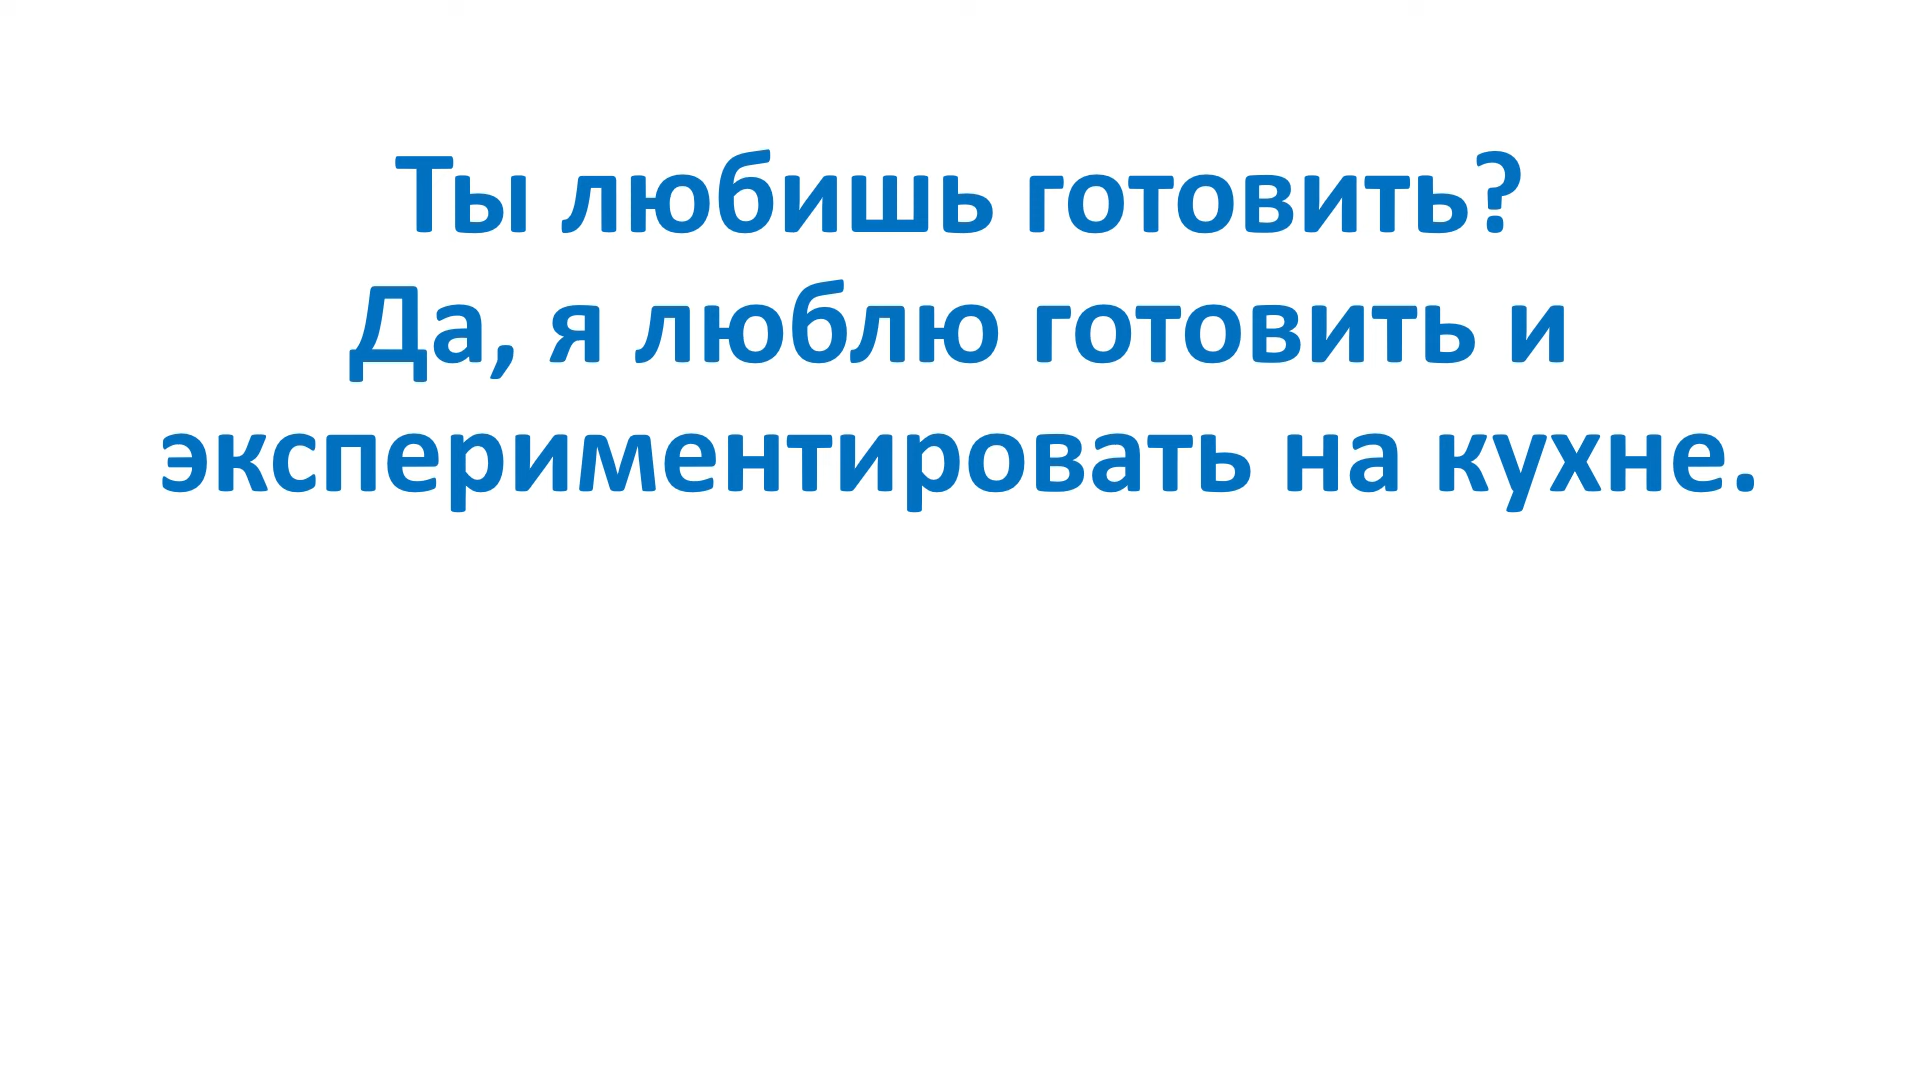 Ты любишь готовить?
Да, я люблю готовить и
экспериментировать на кухне.